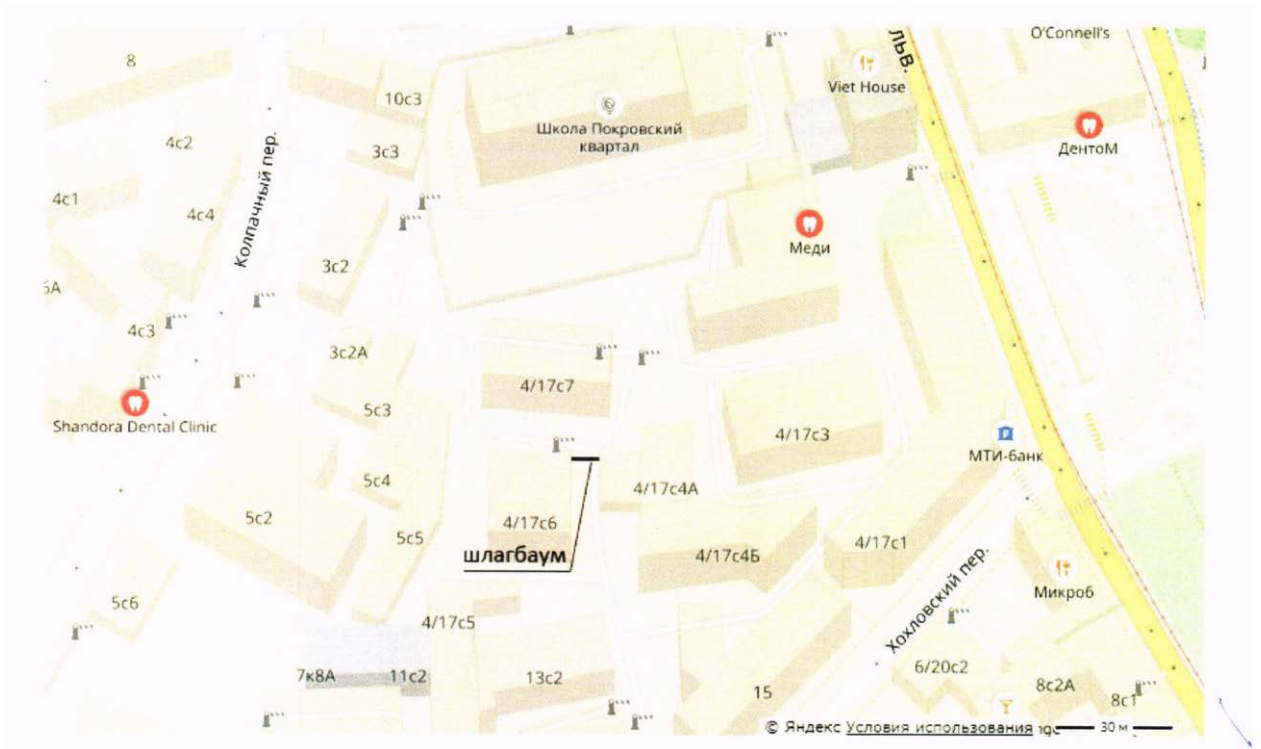 O'Connell's
льв.
8
Viet House
10с3
Школа Покровский
квартал
4с2
3с3
ДентоМ
Колпачный пер.
4с1
4с4
Меди
3с2
4с3
3с2А
4/17с7
5с3
Shandora Dental Clinic
4/17с3
МТИ-банк
5с4
4/17с4А
5с2
4/17с6
5с5
шлагбаум
4/17с4Б
4/17с1
Хохловский пер.
Микроб
5с6
4/17с5
6/20с2
7к8А
11с2
13с2
15
8с2А
8с1
© Яндекс Условия использования
30 м